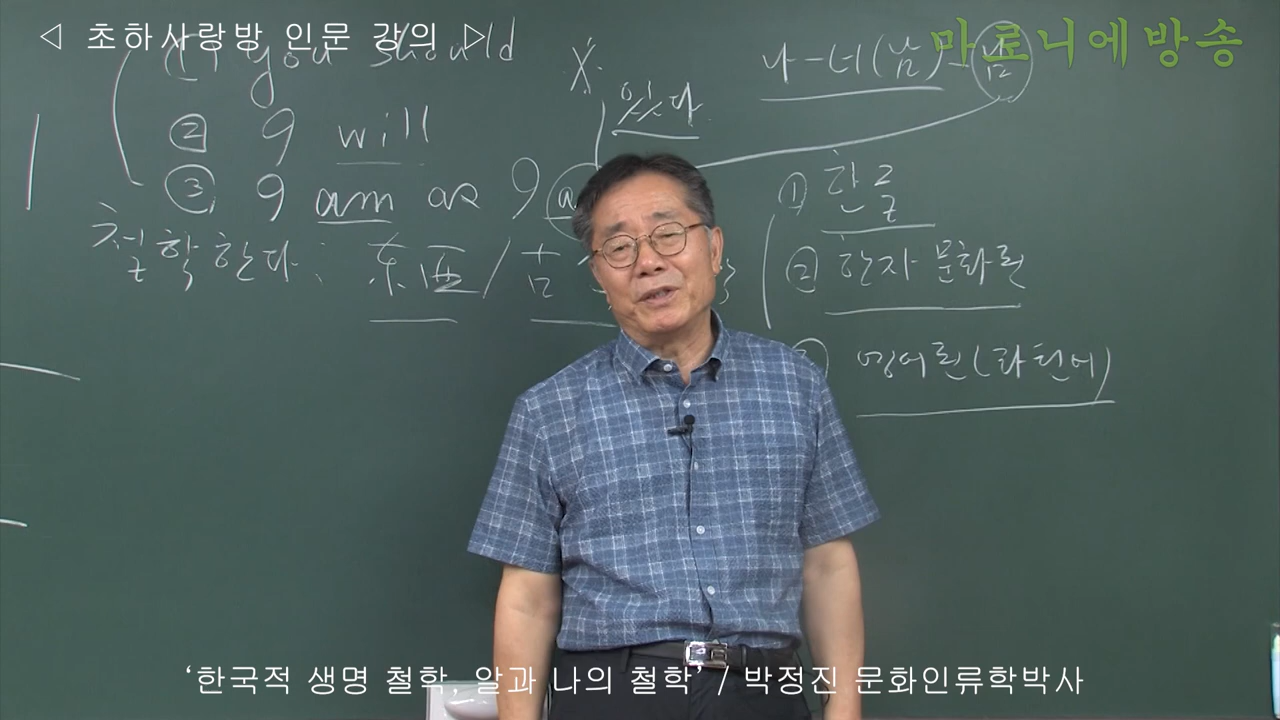 ◁ 초하사랑방 인문 강의 ▷
마로니에방송
you should
② I will
③ I am as I a
철학한다: 東西/古
X
있다
나-너(남)-남
① 한글
② 한자 문화권
영어권(라틴어)
‘한국적 생명 철학, 알과 나의 철학’ / 박정진 문화인류학박사